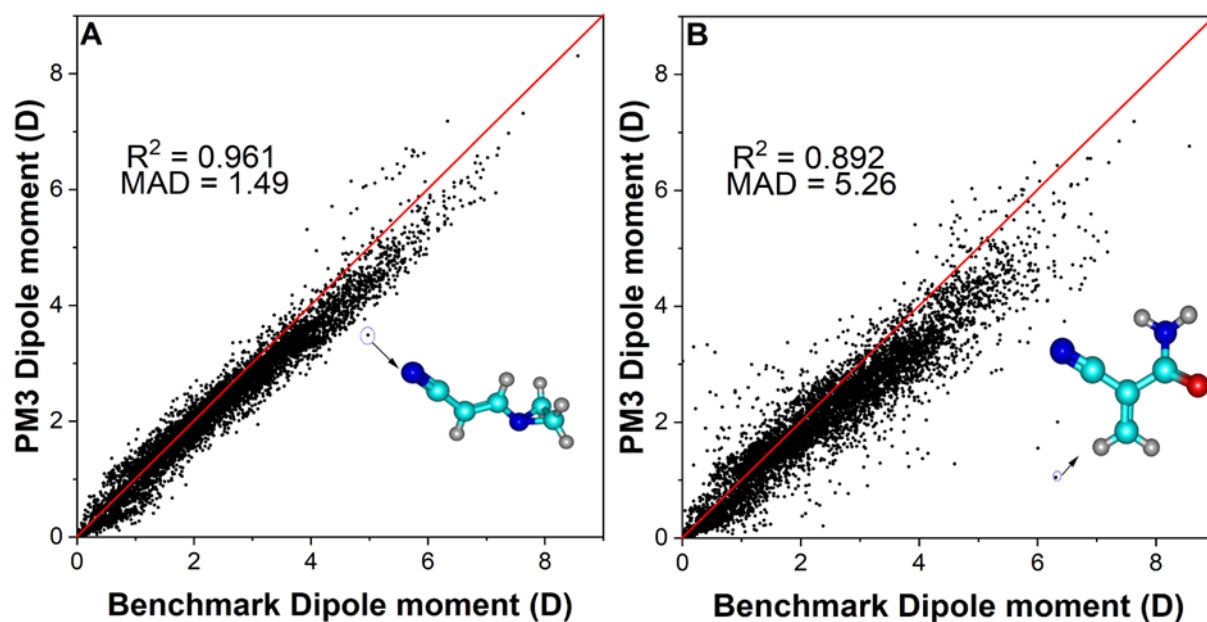 A
PM3 Dipole moment (D)
8
6
4
2
0
R² = 0.961
MAD = 1.49
0 2 4 6 8
Benchmark Dipole moment (D)
B
PM3 Dipole moment (D)
8
6
4
2
0
R² = 0.892
MAD = 5.26
0 2 4 6 8
Benchmark Dipole moment (D)